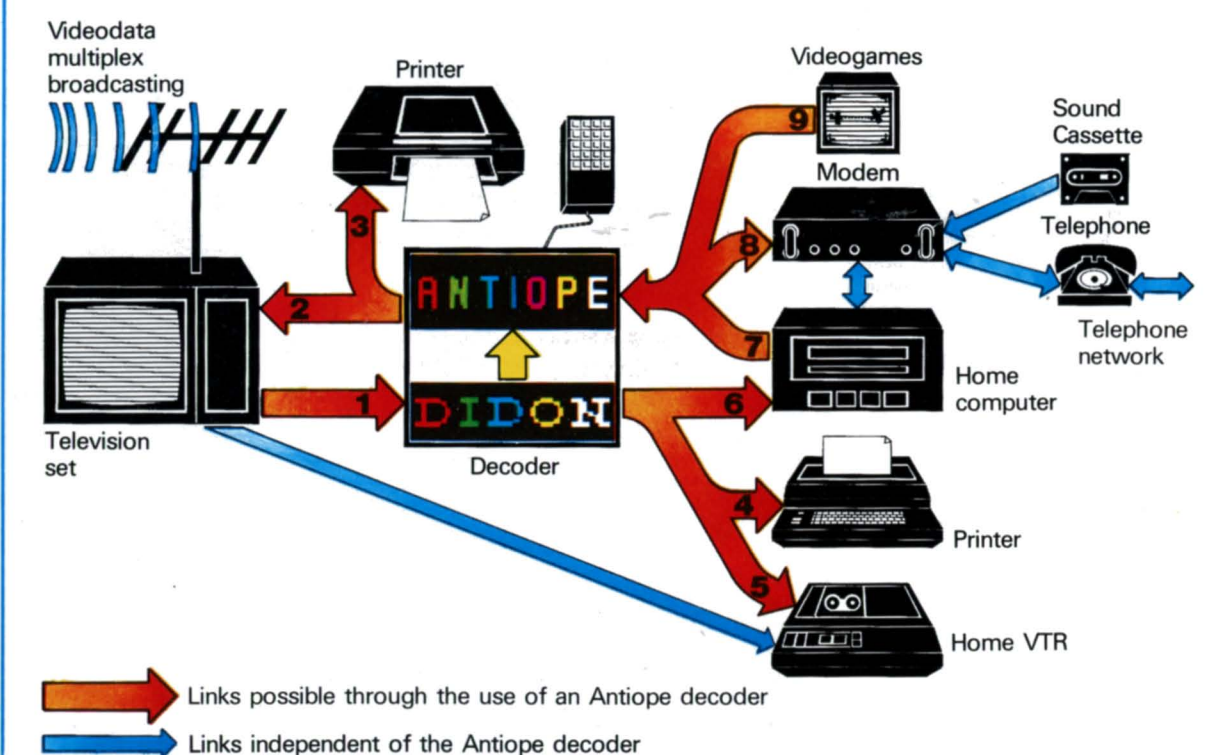 Videodata
multiplex
broadcasting
Printer
Videogames
9
Sound
Cassette
Modem
3
8
Telephone
ANTIOPE
2
7
Telephone
network
1
DIDON
6
Home
computer
Television
set
Decoder
4
Printer
5
Home VTR
Links possible through the use of an Antiope decoder
Links independent of the Antiope decoder